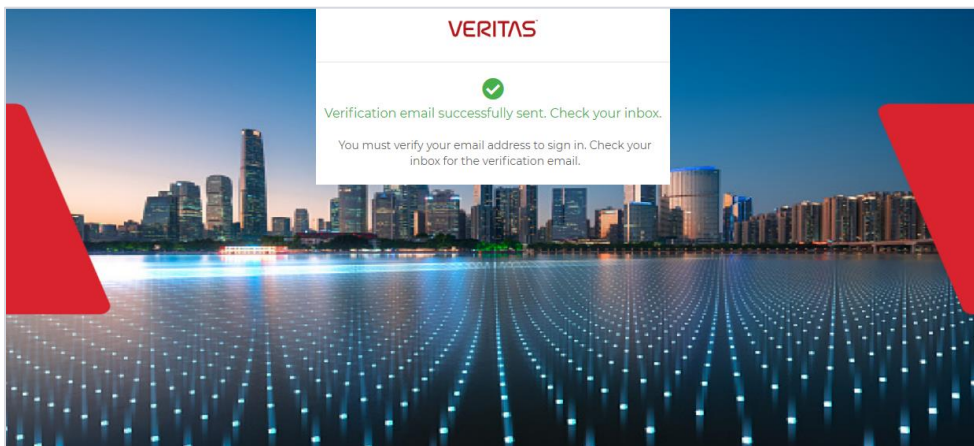 VERITAS
Verification email successfully sent. Check your inbox.
You must verify your email address to sign in. Check your
inbox for the verification email.